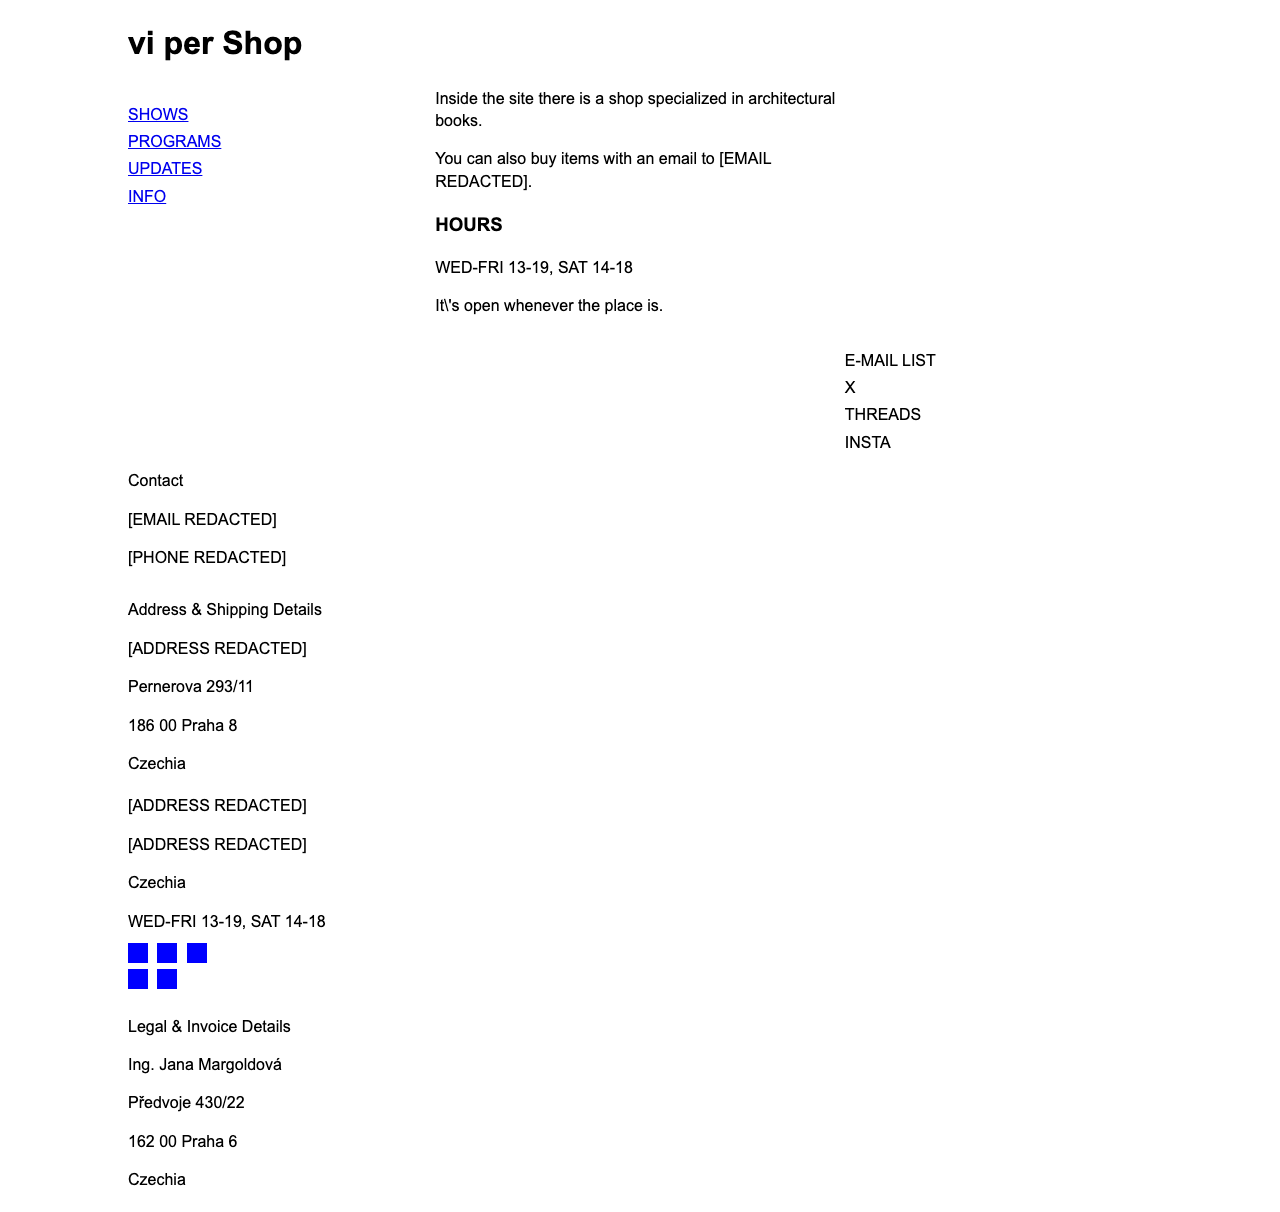 vi per Shop
SHOWS
PROGRAMS
UPDATES
INFO
Inside the site there is a shop specialized in architectural
books.
You can also buy items with an email to [EMAIL
REDACTED].
HOURS
WED-FRI 13-19, SAT 14-18
It\'s open whenever the place is.
E-MAIL LIST
X
THREADS
INSTA
Contact
[EMAIL REDACTED]
[PHONE REDACTED]
Address & Shipping Details
[ADDRESS REDACTED]
Pernerova 293/11
186 00 Praha 8
Czechia
[ADDRESS REDACTED]
[ADDRESS REDACTED]
Czechia
WED-FRI 13-19, SAT 14-18
Legal & Invoice Details
Ing. Jana Margoldová
Předvoje 430/22
162 00 Praha 6
Czechia